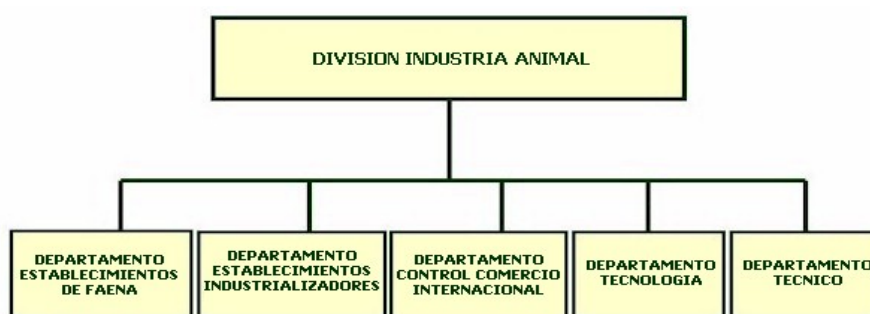 DIVISION INDUSTRIA ANIMAL
DEPARTAMENTO
ESTABLECIMIENTOS
DE FAENA
DEPARTAMENTO
ESTABLECIMIENTOS
INDUSTRIALIZADORES
DEPARTAMENTO
CONTROL COMERCIO
INTERNACIONAL
DEPARTAMENTO
TECNOLOGIA
DEPARTAMENTO
TECNICO